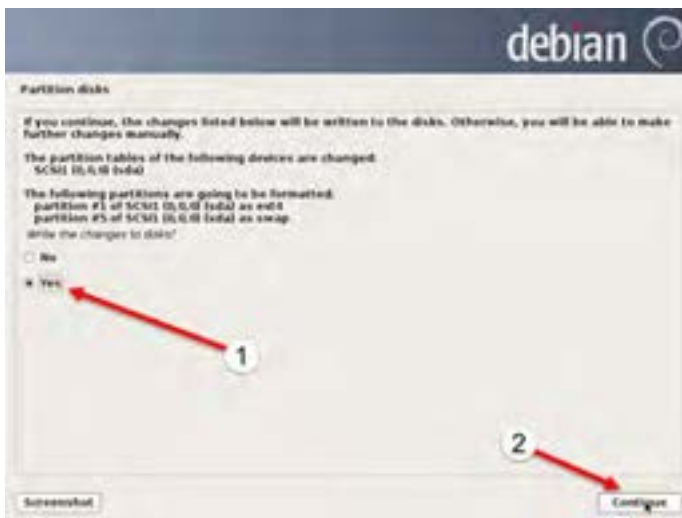 debian
Partition disks
If you continue, the changes listed below will be written to the disks. Otherwise, you will be able to make
further changes manually.
The partition tables of the following devices are changed:
SCSI1 (0,0,0) (sda)
The following partitions are going to be formatted:
partition #1 of SCSI1 (0,0,0) (sda) as ext4
partition #5 of SCSI1 (0,0,0) (sda) as swap
Write the changes to disks?
No
Yes
1
2
Screenshot
Continue